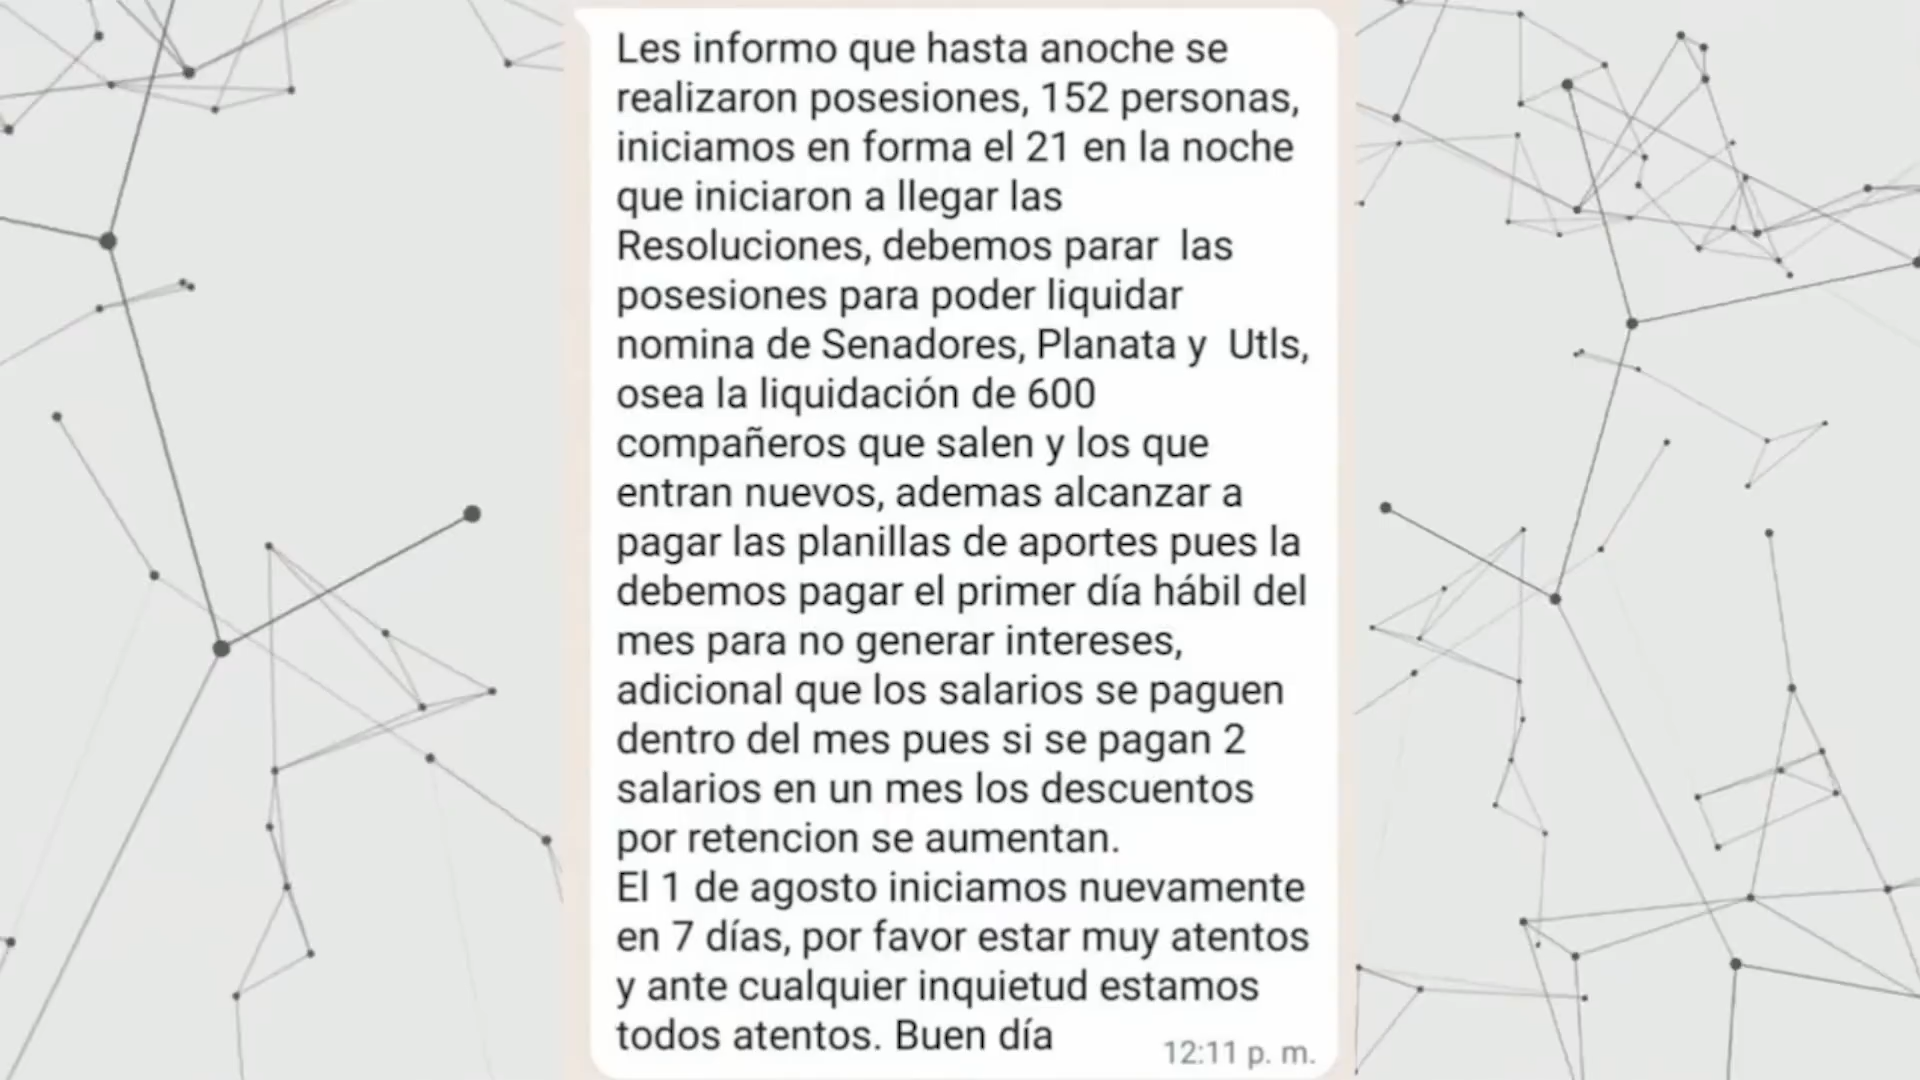 Les informo que hasta anoche se
realizaron posesiones, 152 personas,
iniciamos en forma el 21 en la noche
que iniciaron a llegar las
Resoluciones, debemos parar  las
posesiones para poder liquidar
nomina de Senadores, Planata y  Utls,
osea la liquidación de 600
compañeros que salen y los que
entran nuevos, ademas alcanzar a
pagar las planillas de aportes pues la
debemos pagar el primer día hábil del
mes para no generar intereses,
adicional que los salarios se paguen
dentro del mes pues si se pagan 2
salarios en un mes los descuentos
por retencion se aumentan.
El 1 de agosto iniciamos nuevamente
en 7 días, por favor estar muy atentos
y ante cualquier inquietud estamos
todos atentos. Buen día
12:11 p. m.